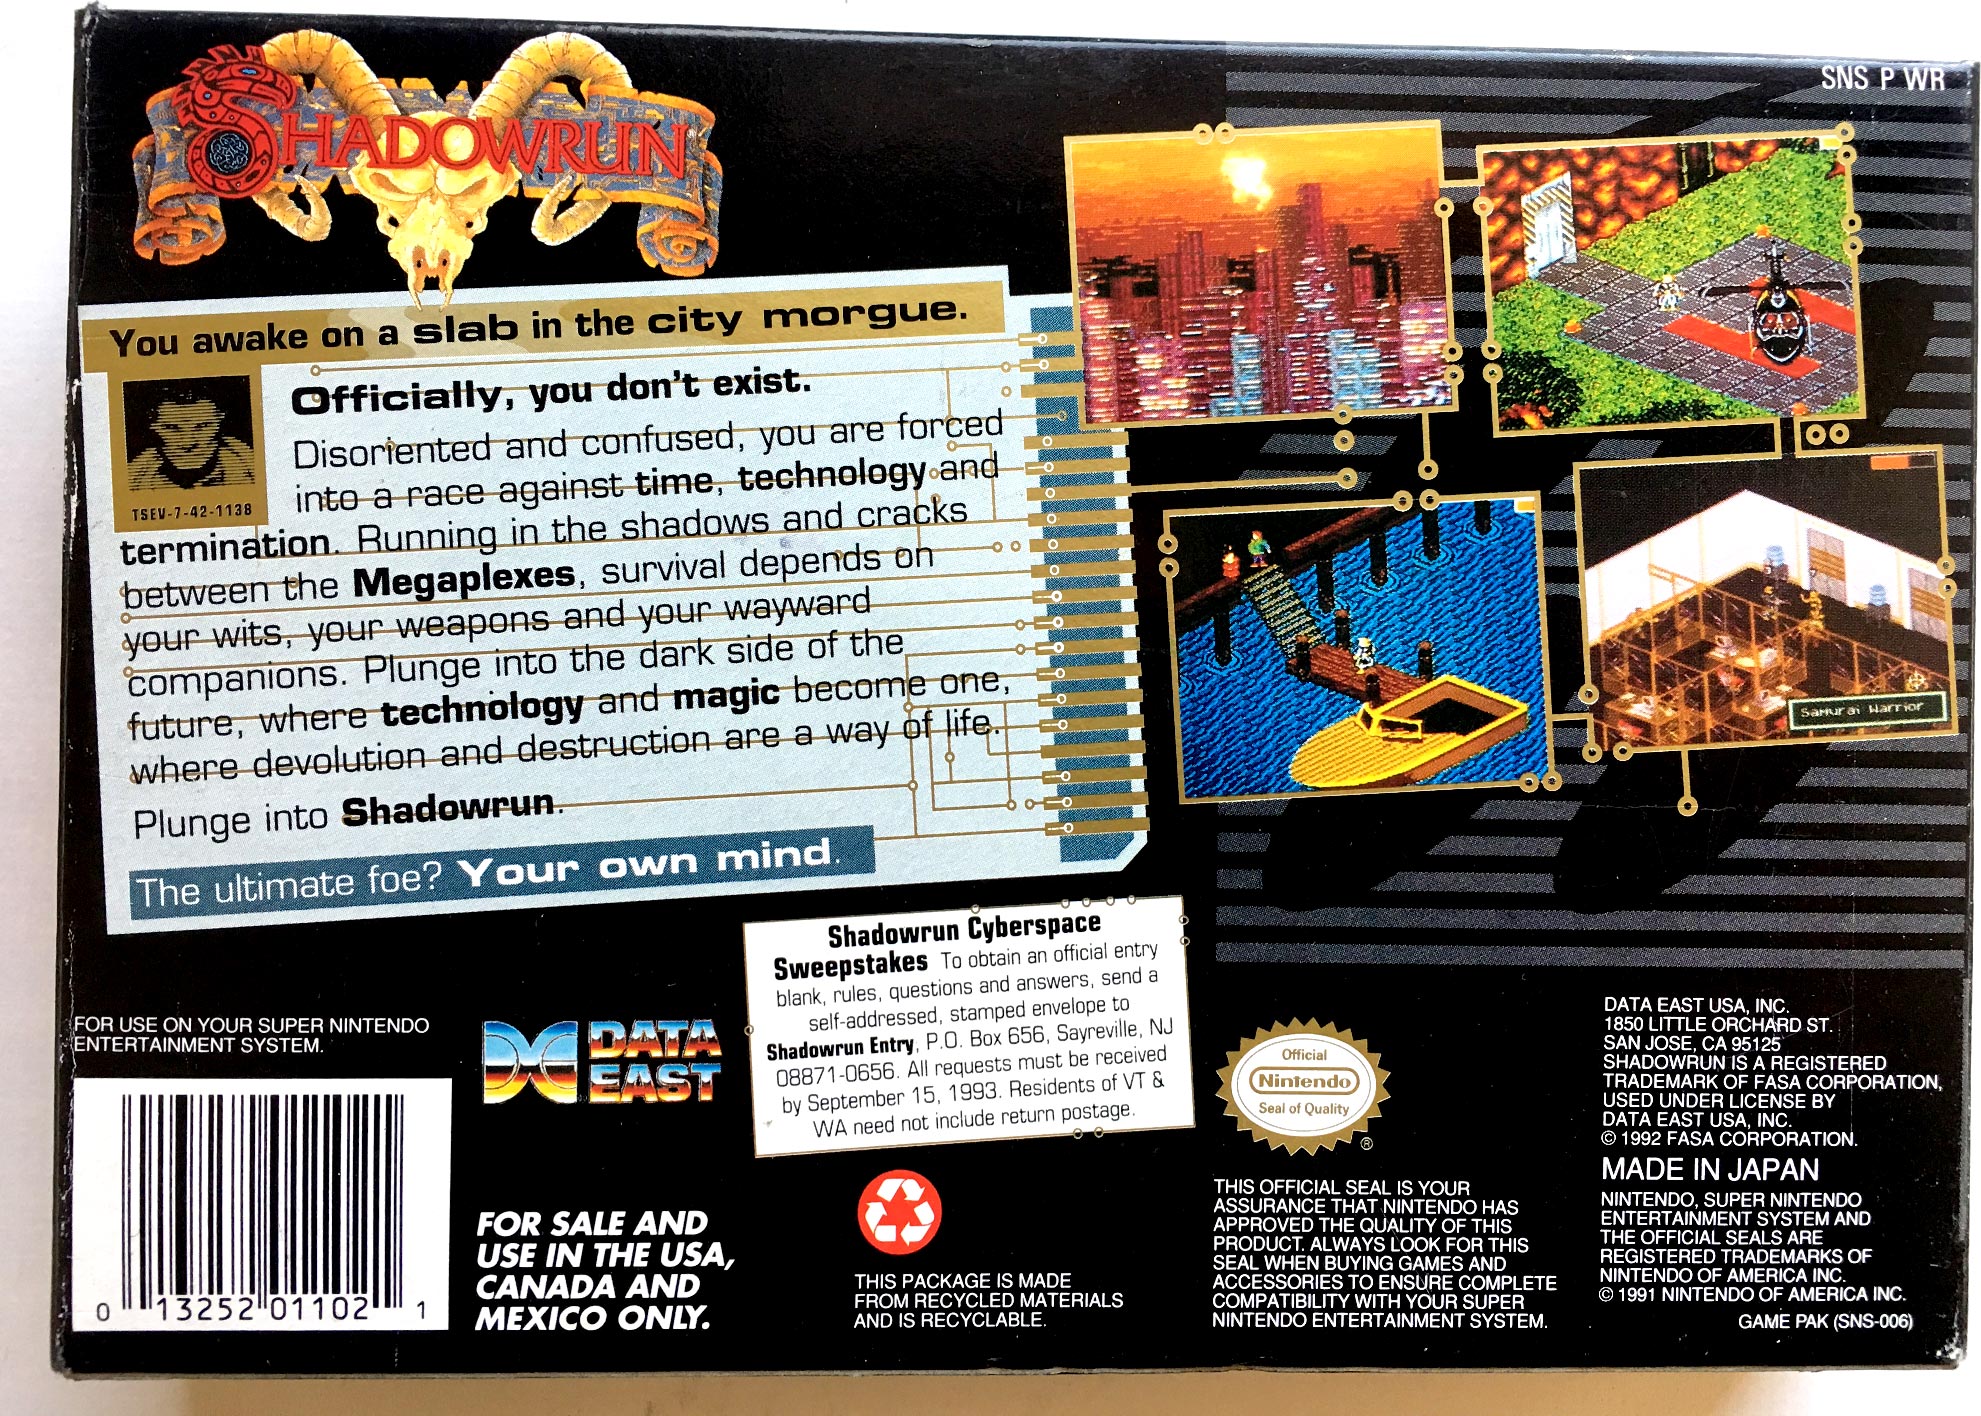 SHADOWRUN
SNS P WR
You awake on a slab in the city morgue.
Officially, you don't exist.
Disoriented and confused, you are forced
into a race against time, technology and
TSEV-7-42-1138
termination. Running in the shadows and cracks
between the Megaplexes, survival depends on
your wits, your weapons and your wayward
companions. Plunge into the dark side of the
future, where technology and magic become one,
where devolution and destruction are a way of life.
Plunge into Shadowrun.
The ultimate foe? Your own mind.
Samurai Warrior
Shadowrun Cyberspace
Sweepstakes To obtain an official entry
blank, rules, questions and answers, send a
self-addressed, stamped envelope to
Shadowrun Entry, P.O. Box 656, Sayreville, NJ
08871-0656. All requests must be received
by September 15, 1993. Residents of VT &
WA need not include return postage.
FOR USE ON YOUR SUPER NINTENDO
ENTERTAINMENT SYSTEM.
DATA
EAST
0 13252 01102 1
FOR SALE AND
USE IN THE USA,
CANADA AND
MEXICO ONLY.
THIS PACKAGE IS MADE
FROM RECYCLED MATERIALS
AND IS RECYCLABLE.
Official
Nintendo
Seal of Quality
®
THIS OFFICIAL SEAL IS YOUR
ASSURANCE THAT NINTENDO HAS
APPROVED THE QUALITY OF THIS
PRODUCT. ALWAYS LOOK FOR THIS
SEAL WHEN BUYING GAMES AND
ACCESSORIES TO ENSURE COMPLETE
COMPATIBILITY WITH YOUR SUPER
NINTENDO ENTERTAINMENT SYSTEM.
DATA EAST USA, INC.
1850 LITTLE ORCHARD ST.
SAN JOSE, CA 95125
SHADOWRUN IS A REGISTERED
TRADEMARK OF FASA CORPORATION,
USED UNDER LICENSE BY
DATA EAST USA, INC.
© 1992 FASA CORPORATION.
MADE IN JAPAN
NINTENDO, SUPER NINTENDO
ENTERTAINMENT SYSTEM AND
THE OFFICIAL SEALS ARE
REGISTERED TRADEMARKS OF
NINTENDO OF AMERICA INC.
© 1991 NINTENDO OF AMERICA INC.
GAME PAK (SNS-006)